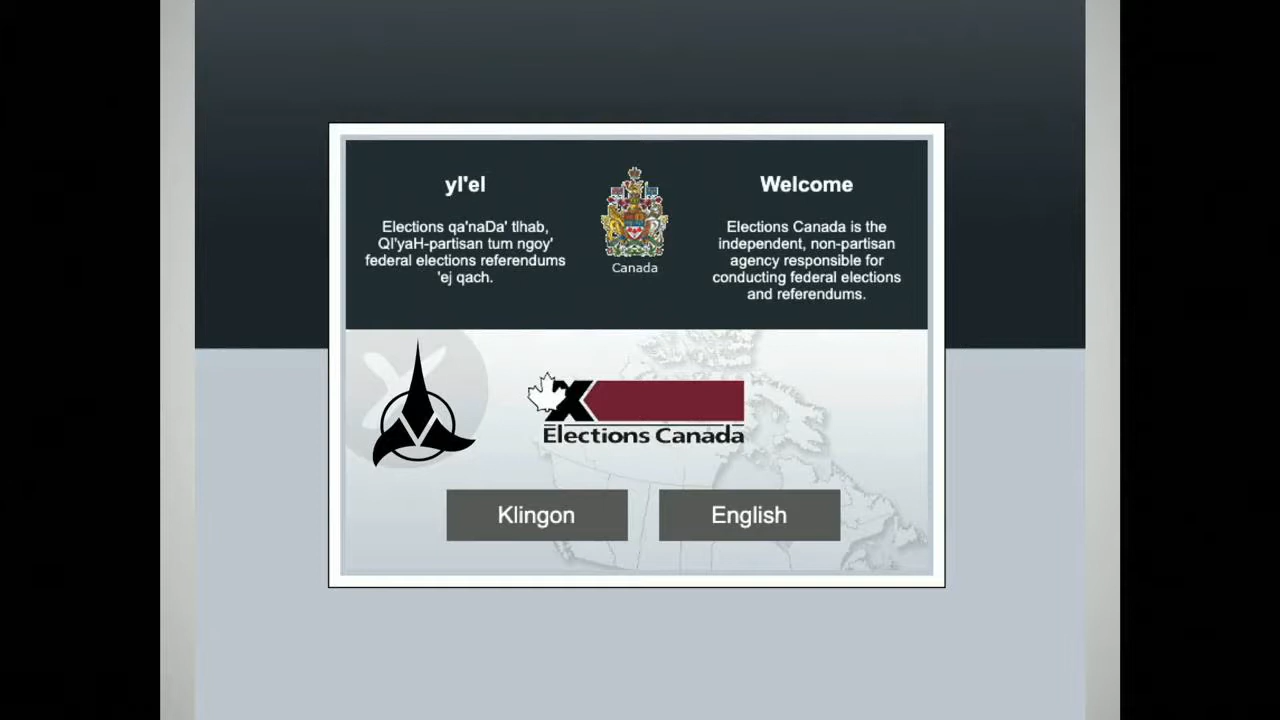 yI'el
Elections qa'naDa' tlhab,
QI'yaH-partisan tum ngoy'
federal elections referendums
'ej qach.
Canada
Welcome
Elections Canada is the
independent, non-partisan
agency responsible for
conducting federal elections
and referendums.
Elections Canada
Klingon
English